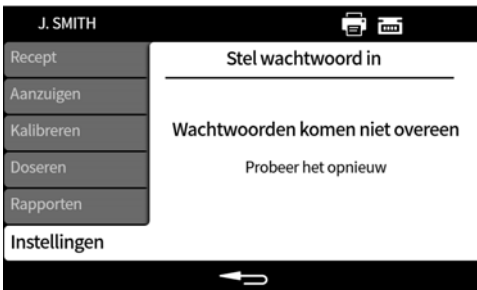 J. SMITH
Recept
Aanzuigen
Kalibreren
Doseren
Rapporten
Instellingen
Stel wachtwoord in
Wachtwoorden komen niet overeen
Probeer het opnieuw